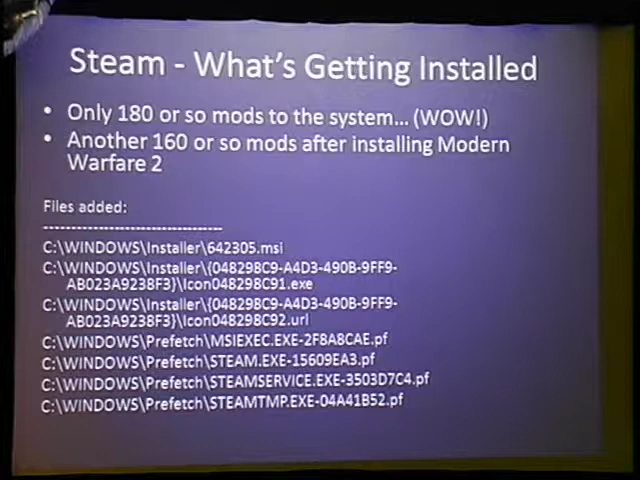 Steam - What's Getting Installed
• Only 180 or so mods to the system... (WOW!)
• Another 160 or so mods after installing Modern
Warfare 2
Files added:
----------------------------------
C:\WINDOWS\Installer\642305.msi
C:\WINDOWS\Installer\{048298C9-A4D3-490B-9FF9-
AB023A9238F3}\Icon048298C91.exe
C:\WINDOWS\Installer\{048298C9-A4D3-490B-9FF9-
AB023A9238F3}\Icon048298C92.url
C:\WINDOWS\Prefetch\MSIEXEC.EXE-2F8A8CAE.pf
C:\WINDOWS\Prefetch\STEAM.EXE-15609EA3.pf
C:\WINDOWS\Prefetch\STEAMSERVICE.EXE-3503D7C4.pf
C:\WINDOWS\Prefetch\STEAMTMP.EXE-04A41B52.pf